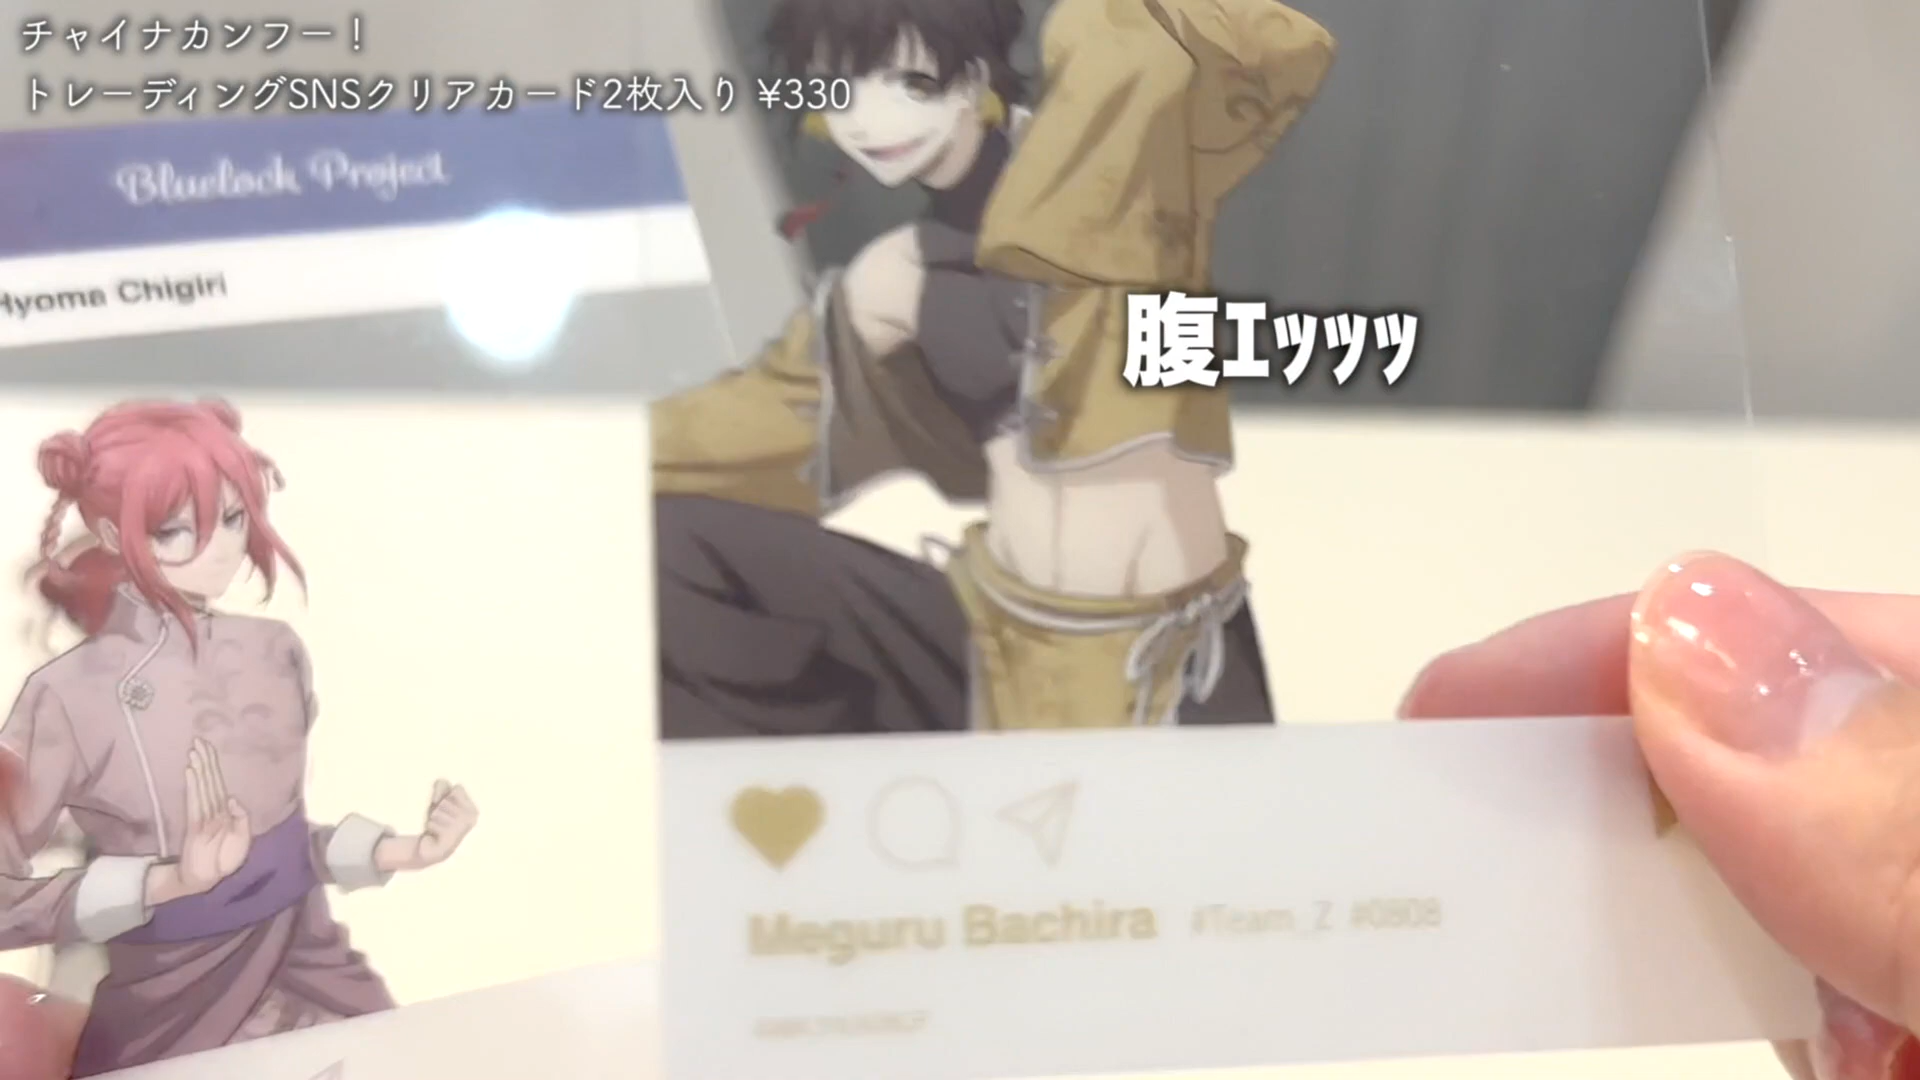 チャイナカンフー!
トレーディングSNSクリアカード2枚入り ¥330
Bluelock Project
Hyoma Chigiri
腹ｴｯｯｯ
Meguru Bachira #Team_Z #0808